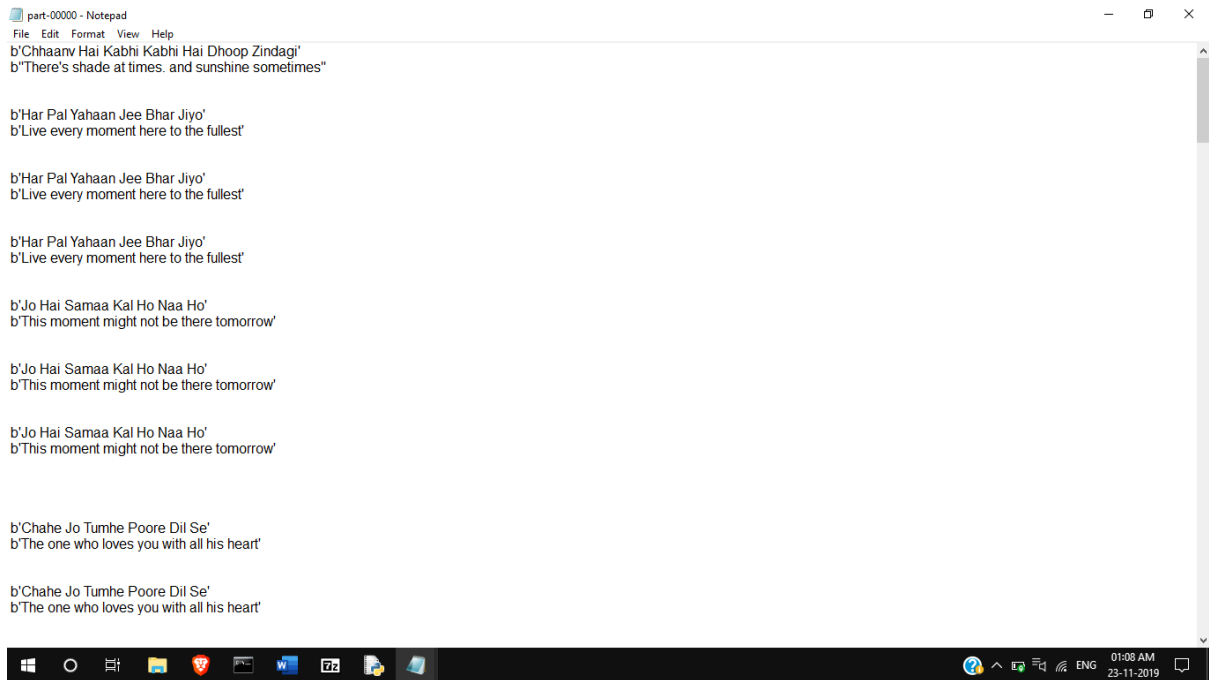 part-00000 - Notepad
File Edit Format View Help
b'Chhaanv Hai Kabhi Kabhi Hai Dhoop Zindagi'
b"There's shade at times. and sunshine sometimes"
b'Har Pal Yahaan Jee Bhar Jiyo'
b'Live every moment here to the fullest'
b'Har Pal Yahaan Jee Bhar Jiyo'
b'Live every moment here to the fullest'
b'Har Pal Yahaan Jee Bhar Jiyo'
b'Live every moment here to the fullest'
b'Jo Hai Samaa Kal Ho Naa Ho'
b'This moment might not be there tomorrow'
b'Jo Hai Samaa Kal Ho Naa Ho'
b'This moment might not be there tomorrow'
b'Jo Hai Samaa Kal Ho Naa Ho'
b'This moment might not be there tomorrow'
b'Chahe Jo Tumhe Poore Dil Se'
b'The one who loves you with all his heart'
b'Chahe Jo Tumhe Poore Dil Se'
b'The one who loves you with all his heart'
ENG
01:08 AM
23-11-2019